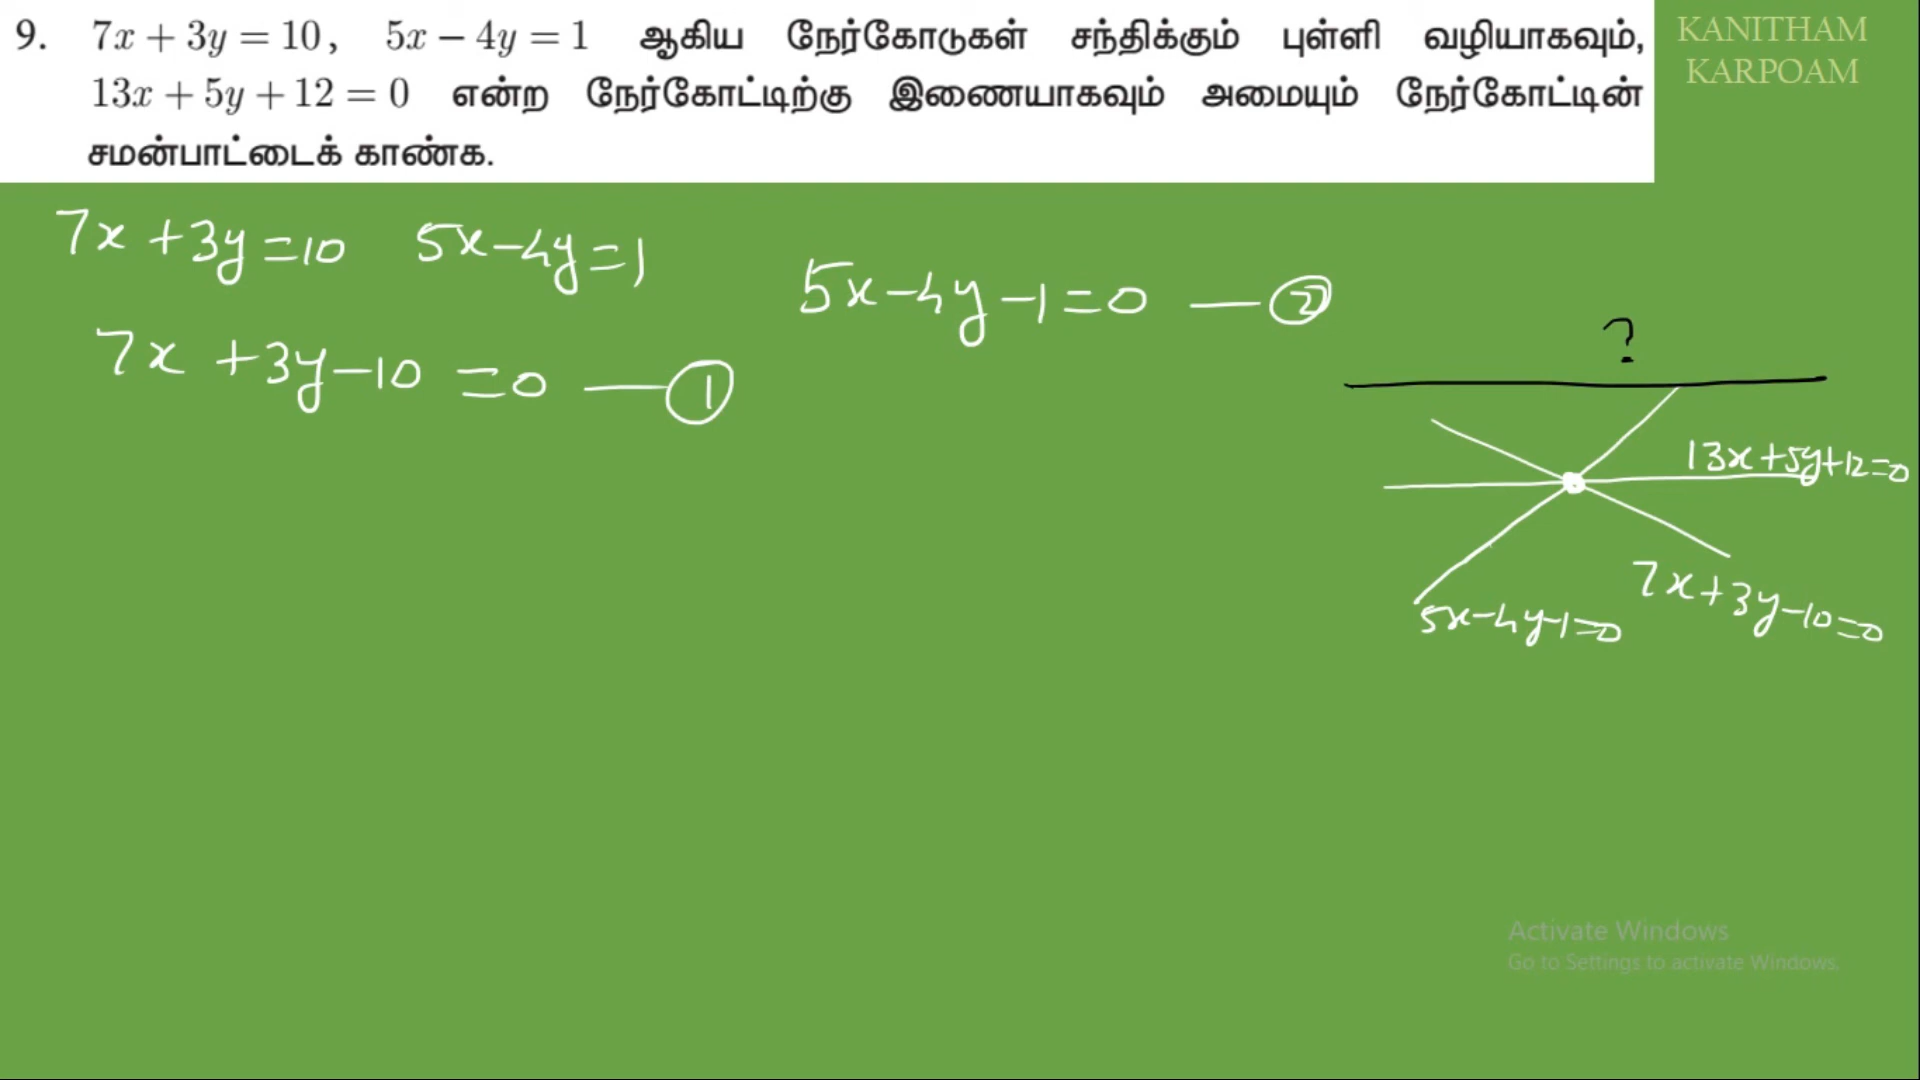 9. 7x + 3y = 10, 5x − 4y = 1 ஆகிய நேர்கோடுகள் சந்திக்கும் புள்ளி வழியாகவும்,
13x + 5y + 12 = 0 என்ற நேர்கோட்டிற்கு இணையாகவும் அமையும் நேர்கோட்டின்
சமன்பாட்டைக் காண்க.
KANITHAM
KARPOAM
7x + 3y = 10 5x − 4y = 1
5x − 4y − 1 = 0 — ②
7x + 3y − 10 = 0 — ①
?
13x + 5y + 12 = 0
7x + 3y − 10 = 0
5x − 4y − 1 = 0
Activate Windows
Go to Settings to activate Windows.